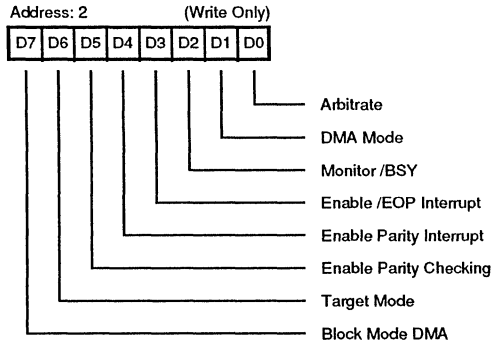 Address: 2 (Write Only)
D7 D6 D5 D4 D3 D2 D1 D0
Arbitrate
DMA Mode
Monitor /BSY
Enable /EOP Interrupt
Enable Parity Interrupt
Enable Parity Checking
Target Mode
Block Mode DMA